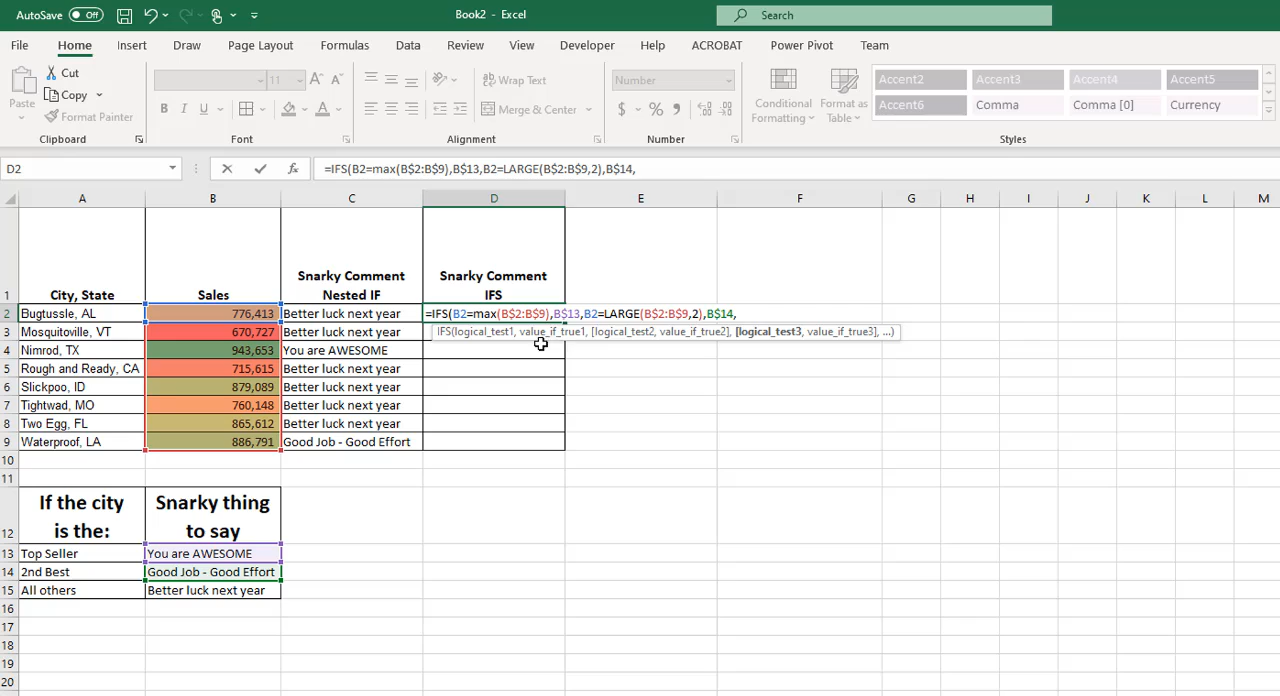 AutoSave Off Book2 - Excel Search
File Home Insert Draw Page Layout Formulas Data Review View Developer Help ACROBAT Power Pivot Team
Paste Cut Copy Format Painter
11 A A
B I U A
Wrap Text
Merge & Center
Number
$ %
Conditional Formatting Format as Table
Accent2 Accent3 Accent4 Accent5
Accent6 Comma Comma [0] Currency
Clipboard Font Alignment Number Styles
D2 fx =IFS(B2=max(B$2:B$9),B$13,B2=LARGE(B$2:B$9,2),B$14,
A B C D E F G H I J K L M
1 City, State Sales Snarky Comment Nested IF Snarky Comment IFS
2 Bugtussle, AL 776,413 Better luck next year =IFS(B2=max(B$2:B$9),B$13,B2=LARGE(B$2:B$9,2),B$14,
3 Mosquitoville, VT 670,727 Better luck next year IFS(logical_test1, value_if_true1, [logical_test2, value_if_true2], [logical_test3, value_if_true3], ...)
4 Nimrod, TX 943,653 You are AWESOME
5 Rough and Ready, CA 715,615 Better luck next year
6 Slickpoo, ID 879,089 Better luck next year
7 Tightwad, MO 760,148 Better luck next year
8 Two Egg, FL 865,612 Better luck next year
9 Waterproof, LA 886,791 Good Job - Good Effort
10
11
12 If the city is the: Snarky thing to say
13 Top Seller You are AWESOME
14 2nd Best Good Job - Good Effort
15 All others Better luck next year
16
17
18
19
20